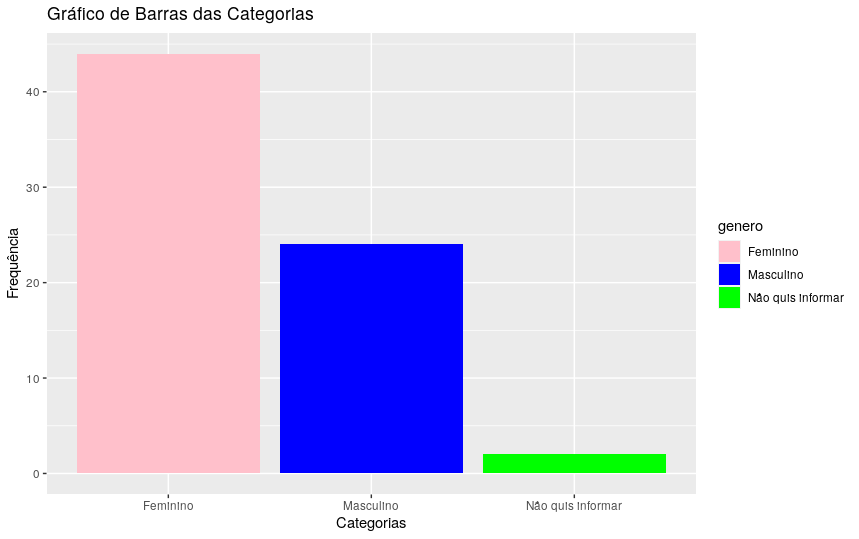 Gráfico de Barras das Categorias
Frequência
40
30
20
10
0
Feminino
Masculino
Não quis informar
Categorias
genero
Feminino
Masculino
Não quis informar